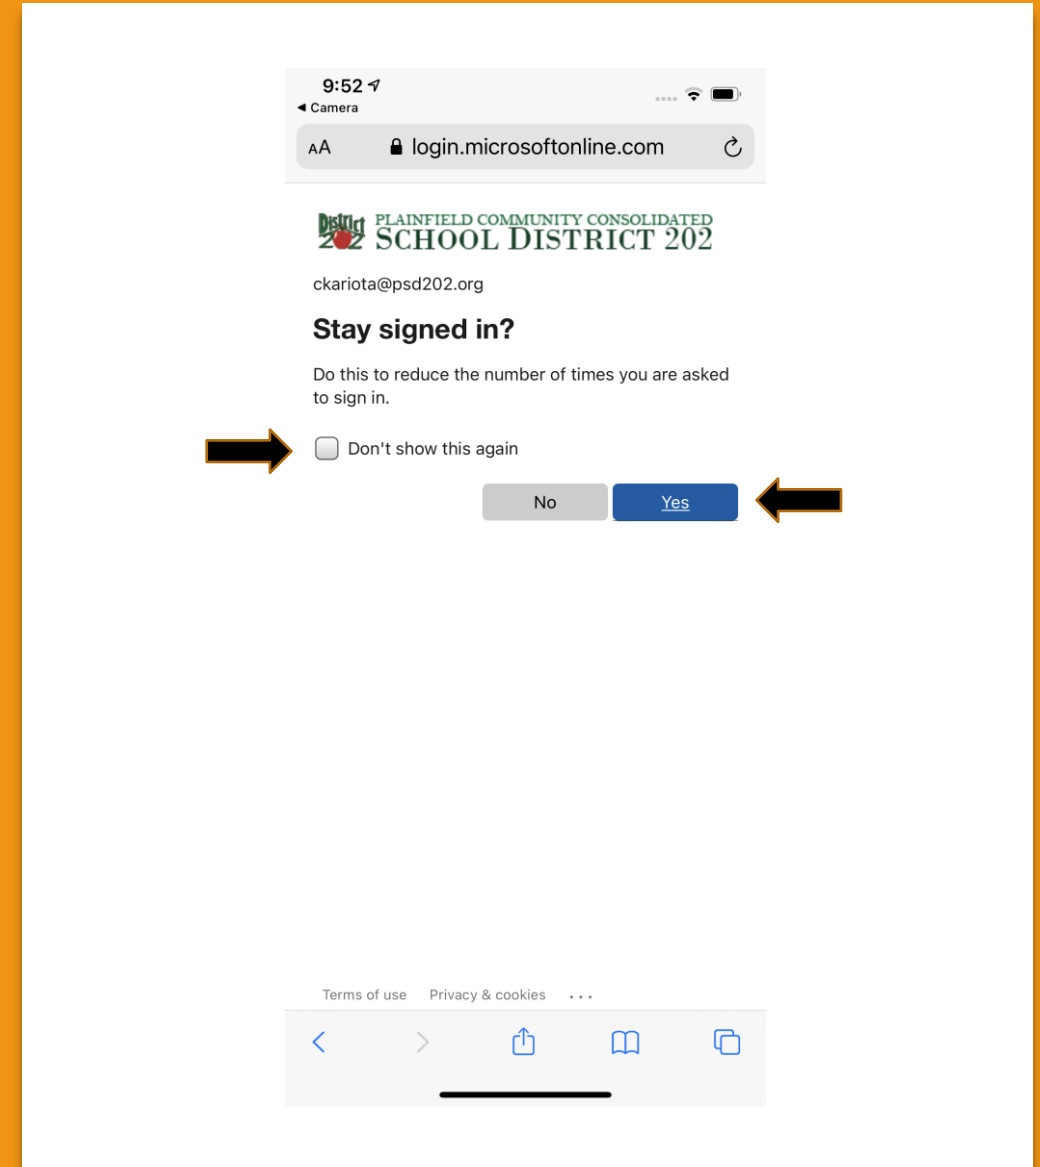 9:52
◀ Camera
AA login.microsoftonline.com
District 202
PLAINFIELD COMMUNITY CONSOLIDATED
SCHOOL DISTRICT 202
ckariota@psd202.org
Stay signed in?
Do this to reduce the number of times you are asked
to sign in.
Don't show this again
No Yes
Terms of use Privacy & cookies ...